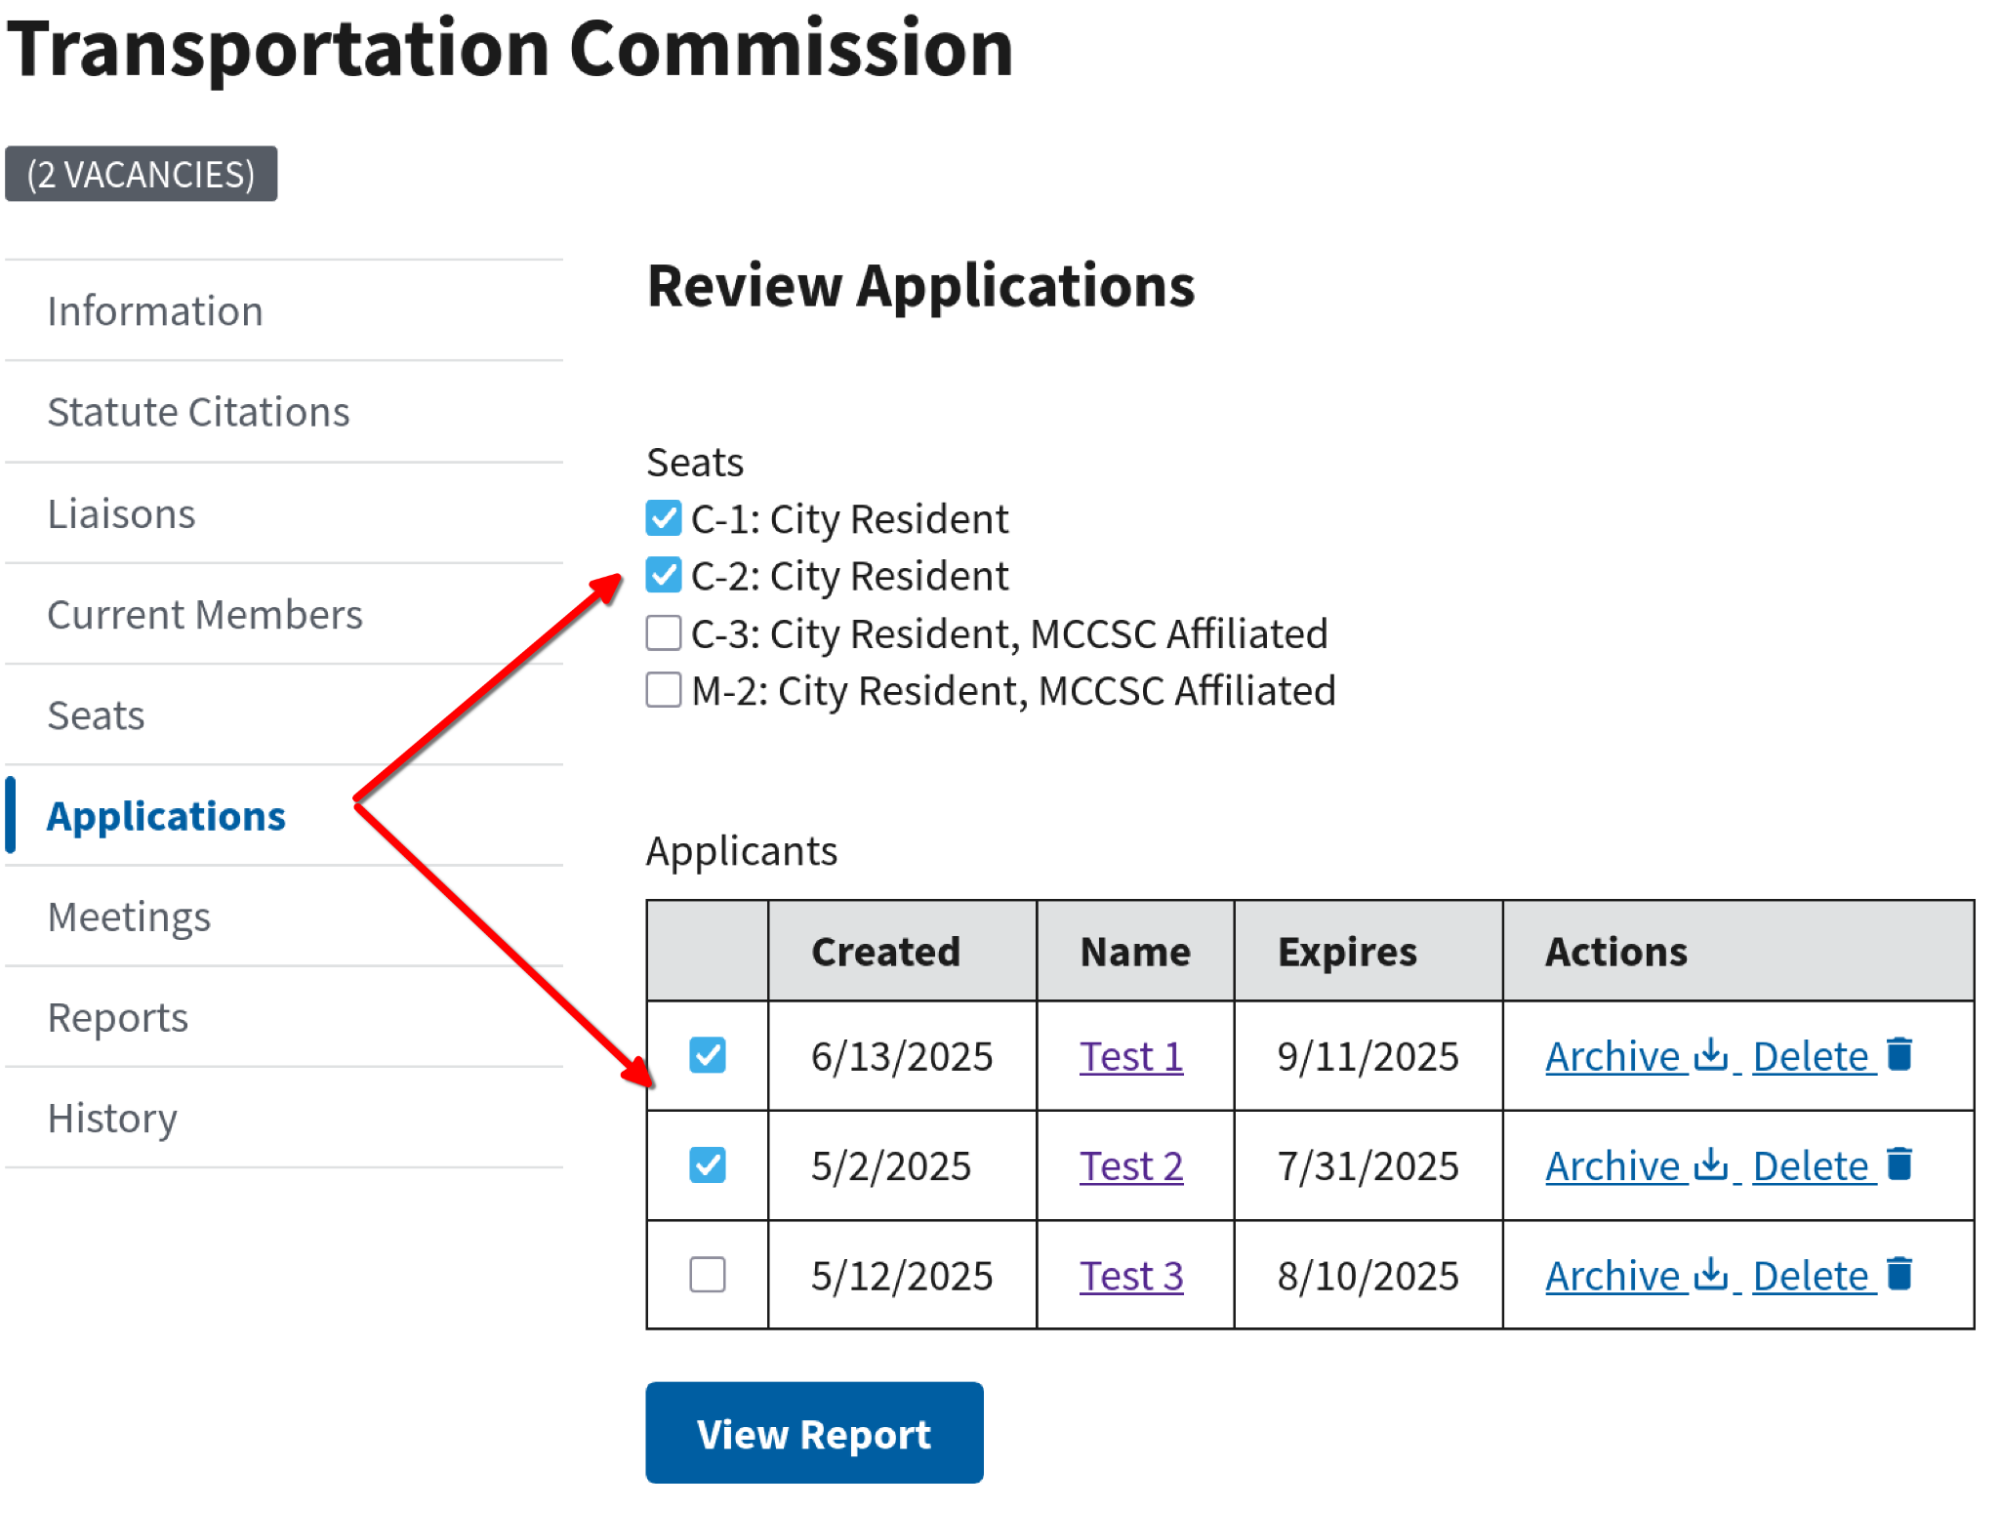 Transportation Commission
(2 VACANCIES)
Information
Statute Citations
Liaisons
Current Members
Seats
Applications
Meetings
Reports
History
Review Applications
Seats
C-1: City Resident
C-2: City Resident
C-3: City Resident, MCCSC Affiliated
M-2: City Resident, MCCSC Affiliated
Applicants
Created Name Expires Actions
6/13/2025 Test 1 9/11/2025 Archive Delete
5/2/2025 Test 2 7/31/2025 Archive Delete
5/12/2025 Test 3 8/10/2025 Archive Delete
View Report